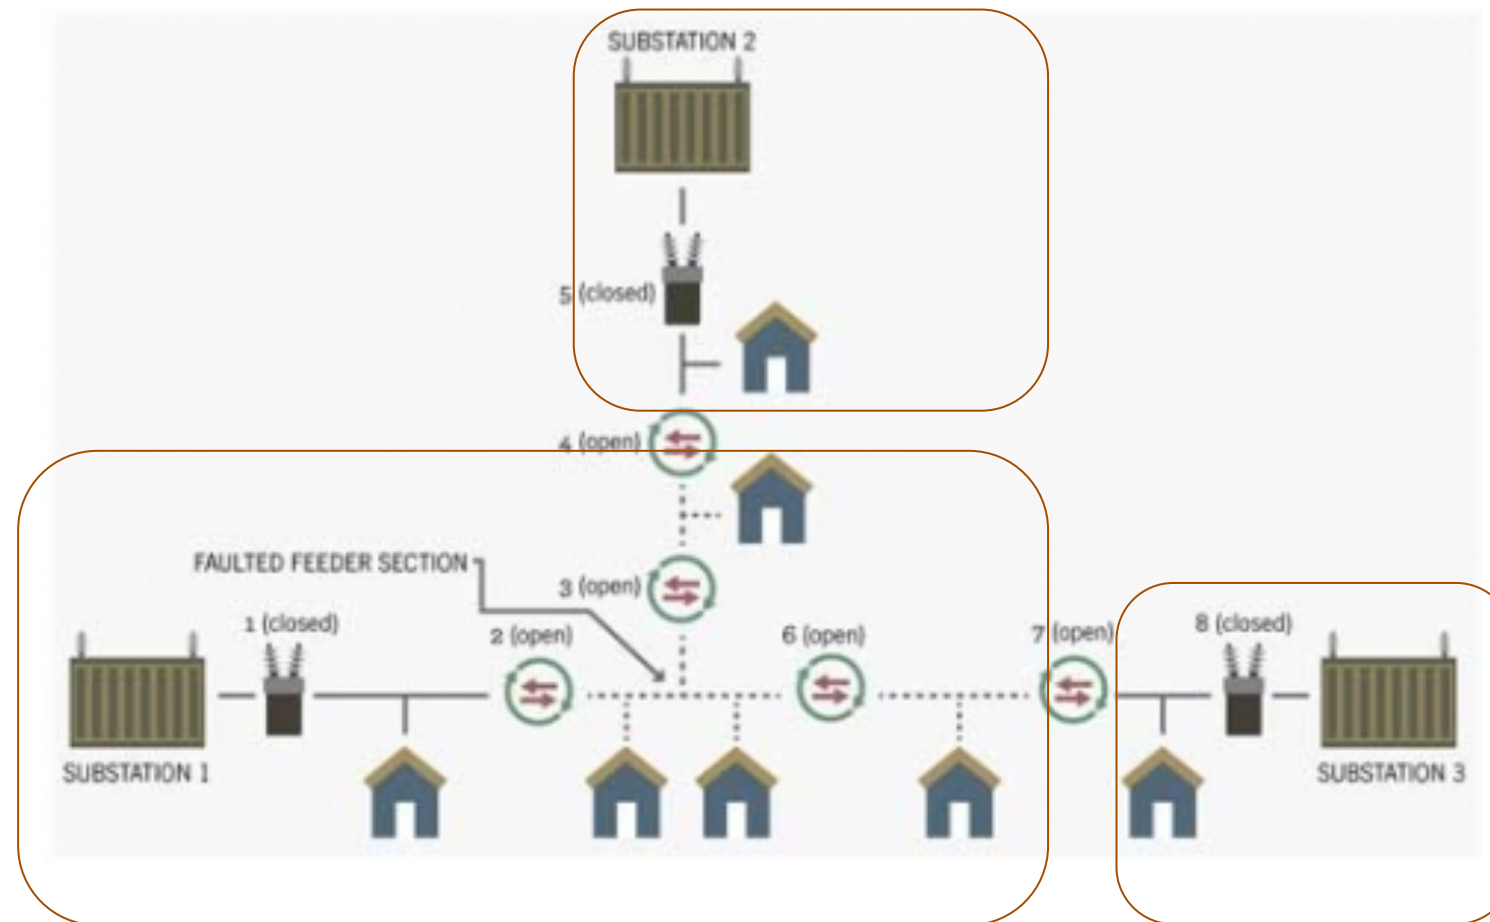 SUBSTATION 2
5 (closed)
4 (open)
FAULTED FEEDER SECTION
3 (open)
1 (closed)
2 (open)
6 (open)
7 (open)
8 (closed)
SUBSTATION 1
SUBSTATION 3